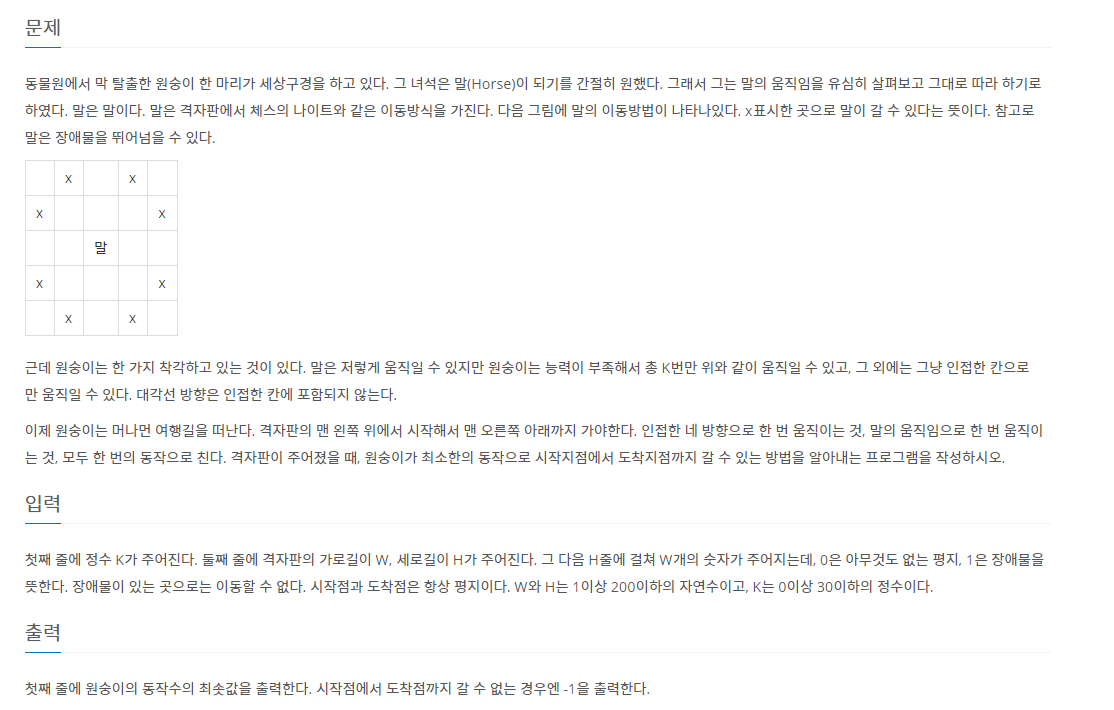 문제
동물원에서 막 탈출한 원숭이 한 마리가 세상구경을 하고 있다. 그 녀석은 말(Horse)이 되기를 간절히 원했다. 그래서 그는 말의 움직임을 유심히 살펴보고 그대로 따라 하기로
하였다. 말은 말이다. 말은 격자판에서 체스의 나이트와 같은 이동방식을 가진다. 다음 그림에 말의 이동방법이 나타나있다. x표시한 곳으로 말이 갈 수 있다는 뜻이다. 참고로
말은 장애물을 뛰어넘을 수 있다.
x x
x x
말
x x
x x
근데 원숭이는 한 가지 착각하고 있는 것이 있다. 말은 저렇게 움직일 수 있지만 원숭이는 능력이 부족해서 총 K번만 위와 같이 움직일 수 있고, 그 외에는 그냥 인접한 칸으로
만 움직일 수 있다. 대각선 방향은 인접한 칸에 포함되지 않는다.
이제 원숭이는 머나먼 여행길을 떠난다. 격자판의 맨 왼쪽 위에서 시작해서 맨 오른쪽 아래까지 가야한다. 인접한 네 방향으로 한 번 움직이는 것, 말의 움직임으로 한 번 움직이
는 것, 모두 한 번의 동작으로 친다. 격자판이 주어졌을 때, 원숭이가 최소한의 동작으로 시작지점에서 도착지점까지 갈 수 있는 방법을 알아내는 프로그램을 작성하시오.
입력
첫째 줄에 정수 K가 주어진다. 둘째 줄에 격자판의 가로길이 W, 세로길이 H가 주어진다. 그 다음 H줄에 걸쳐 W개의 숫자가 주어지는데, 0은 아무것도 없는 평지, 1은 장애물을
뜻한다. 장애물이 있는 곳으로는 이동할 수 없다. 시작점과 도착점은 항상 평지이다. W와 H는 1이상 200이하의 자연수이고, K는 0이상 30이하의 정수이다.
출력
첫째 줄에 원숭이의 동작수의 최솟값을 출력한다. 시작점에서 도착점까지 갈 수 없는 경우엔 -1을 출력한다.